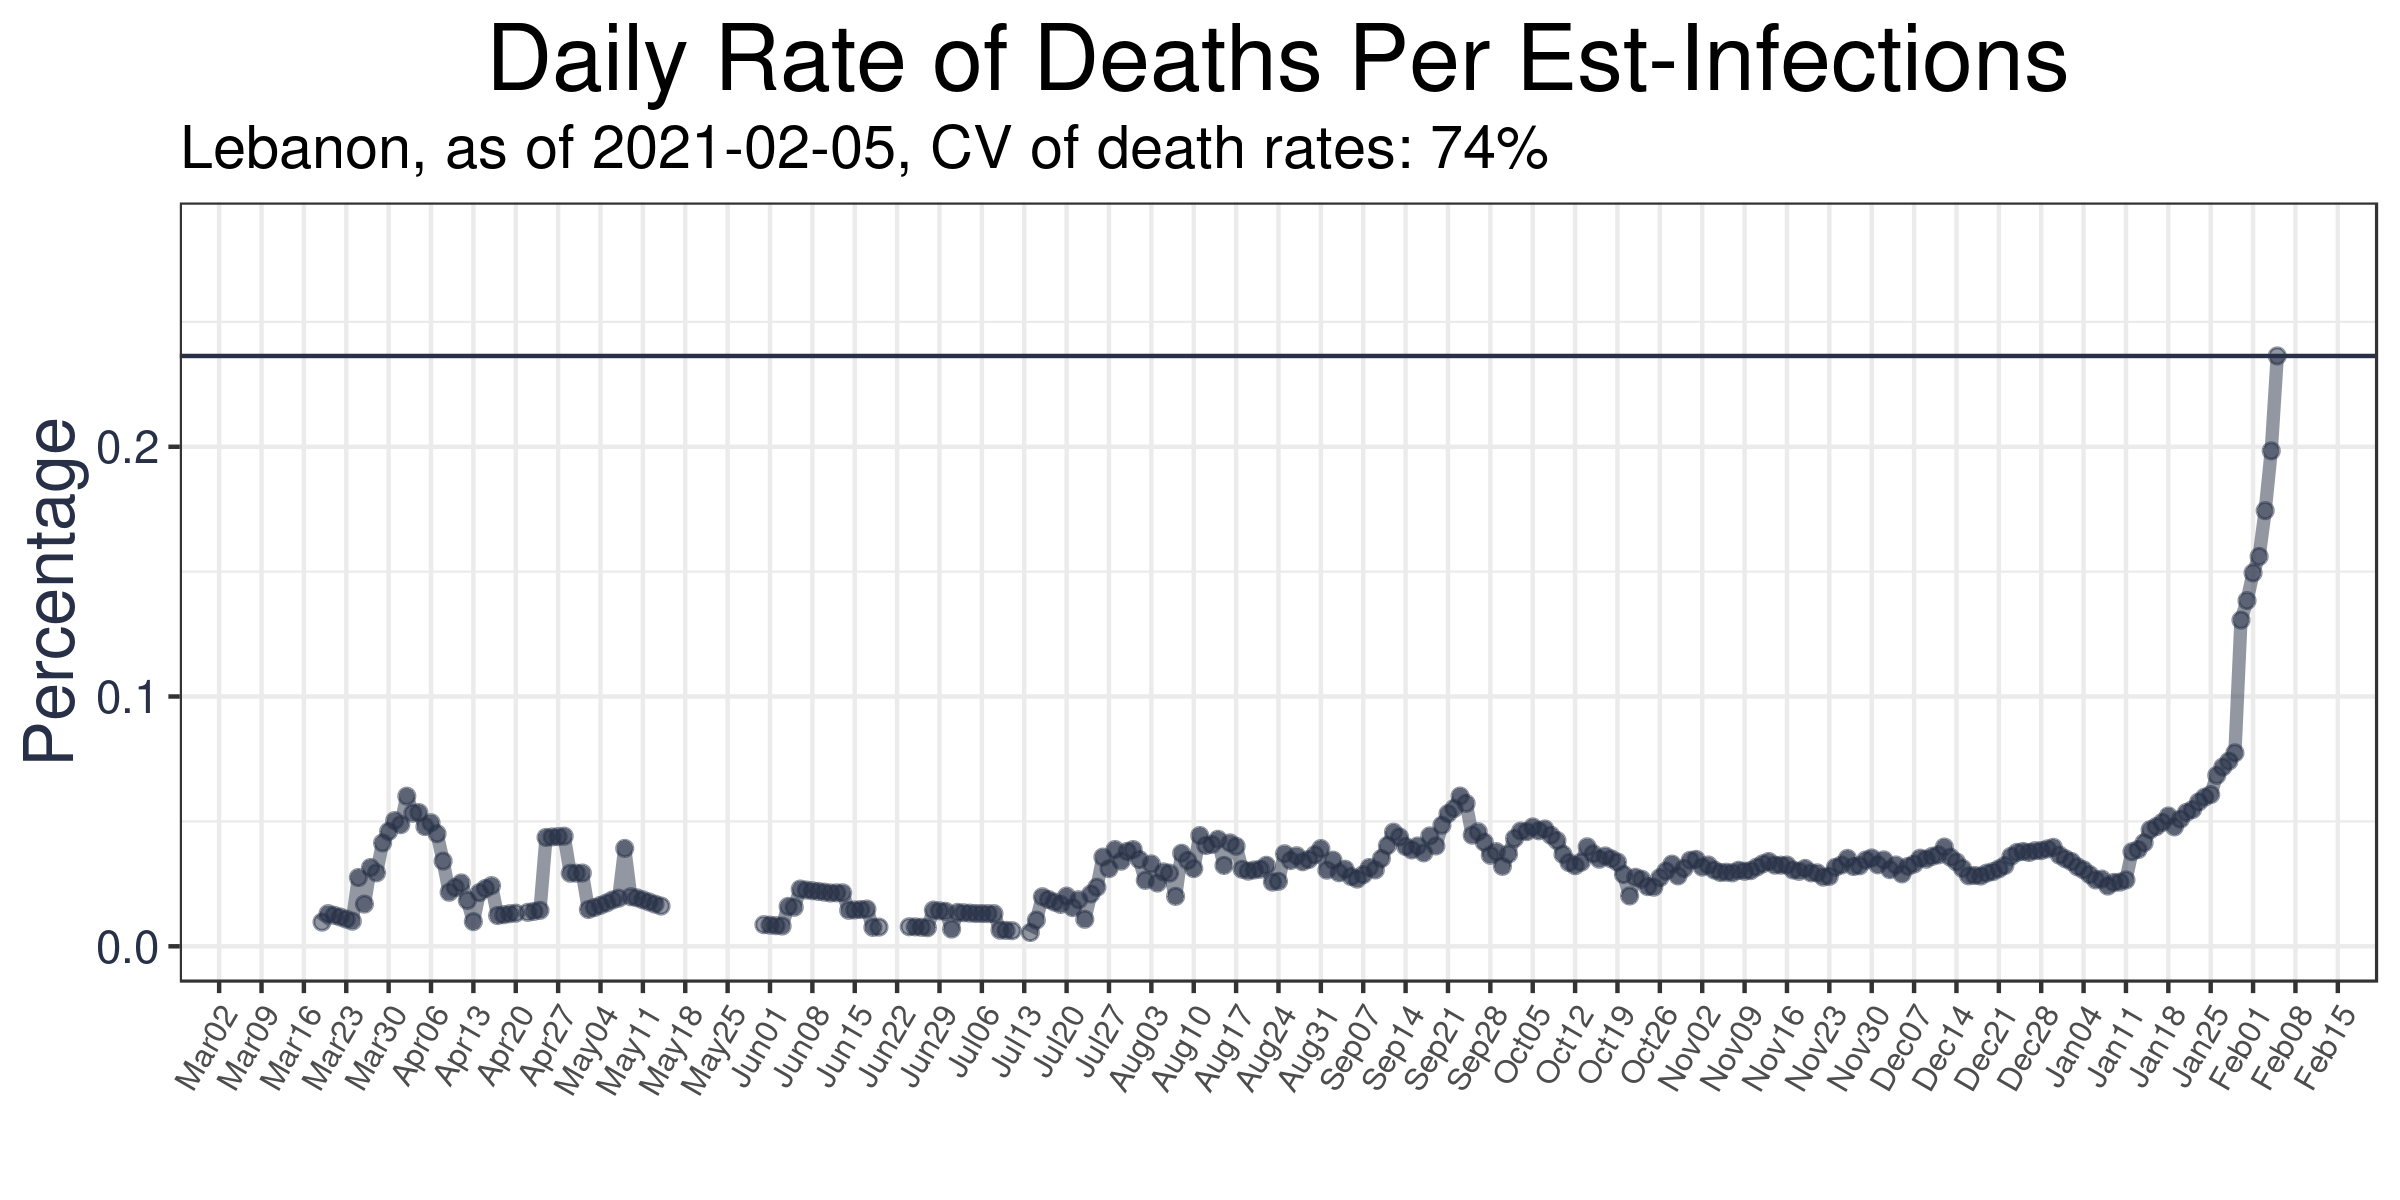 Daily Rate of Deaths Per Est-Infections
Lebanon, as of 2021-02-05, CV of death rates: 74%
Percentage
0.2
0.1
0.0
Mar02
Mar09
Mar16
Mar23
Mar30
Apr06
Apr13
Apr20
Apr27
May04
May11
May18
May25
Jun01
Jun08
Jun15
Jun22
Jun29
Jul06
Jul13
Jul20
Jul27
Aug03
Aug10
Aug17
Aug24
Aug31
Sep07
Sep14
Sep21
Sep28
Oct05
Oct12
Oct19
Oct26
Nov02
Nov09
Nov16
Nov23
Nov30
Dec07
Dec14
Dec21
Dec28
Jan04
Jan11
Jan18
Jan25
Feb01
Feb08
Feb15